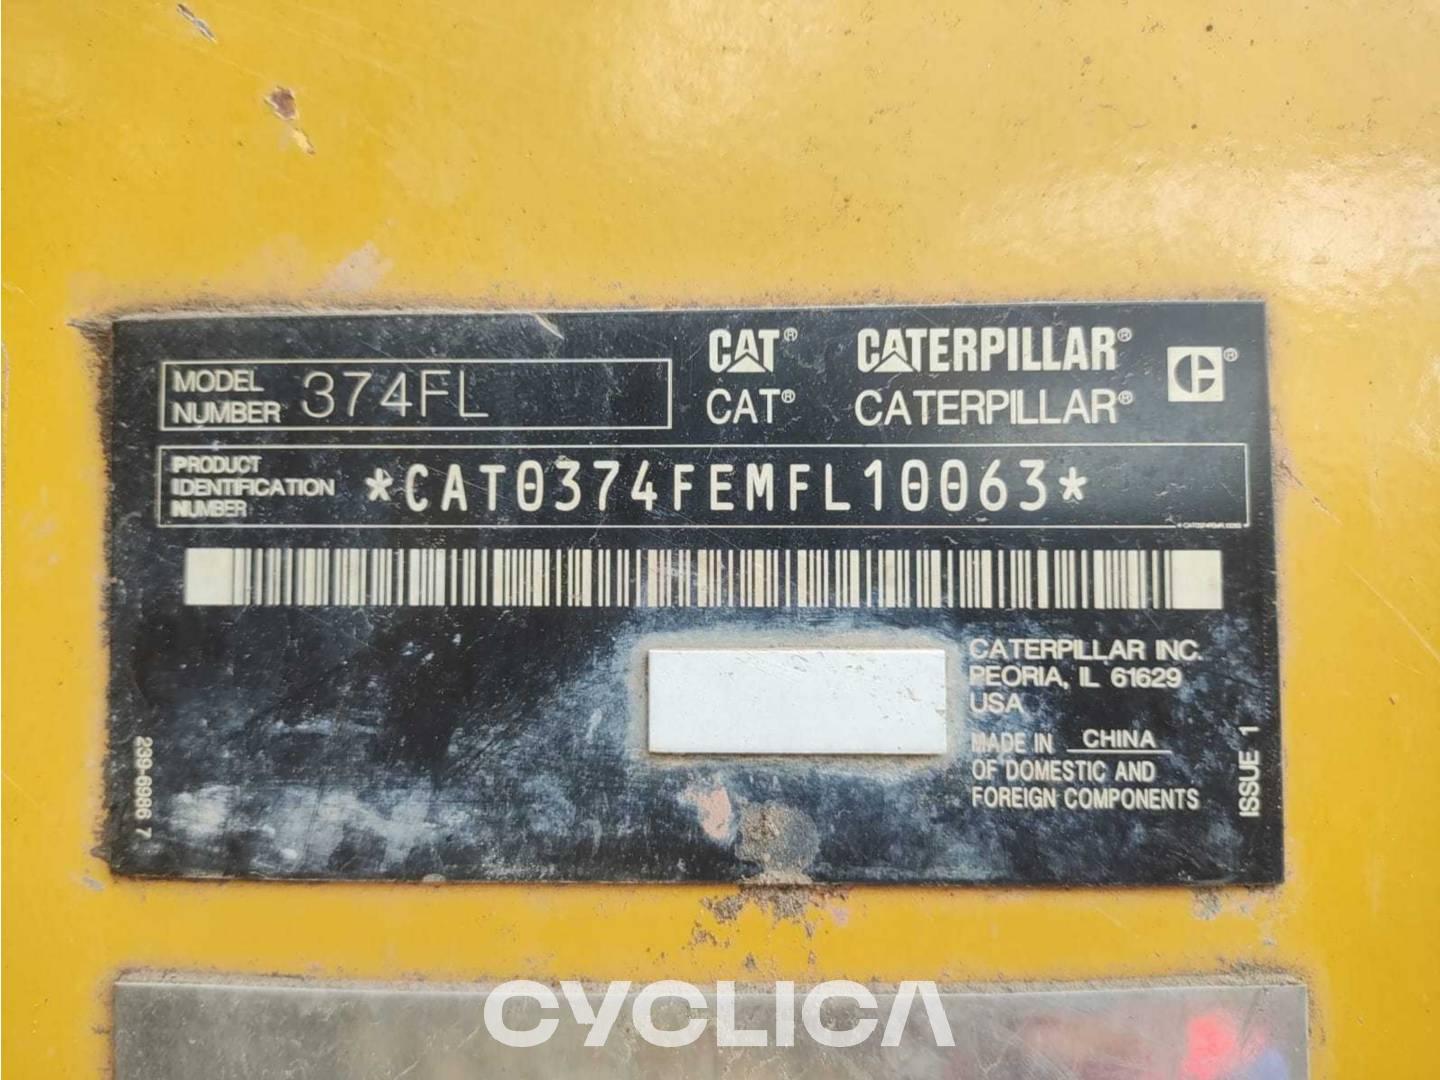 CAT® CATERPILLAR®
MODEL NUMBER 374FL
CAT® CATERPILLAR®
PRODUCT IDENTIFICATION NUMBER *CAT0374FEMFL10063*
CATERPILLAR INC.
PEORIA, IL 61629
USA
MADE IN CHINA
OF DOMESTIC AND
FOREIGN COMPONENTS
239-6986 7
ISSUE 1
CYCLICA